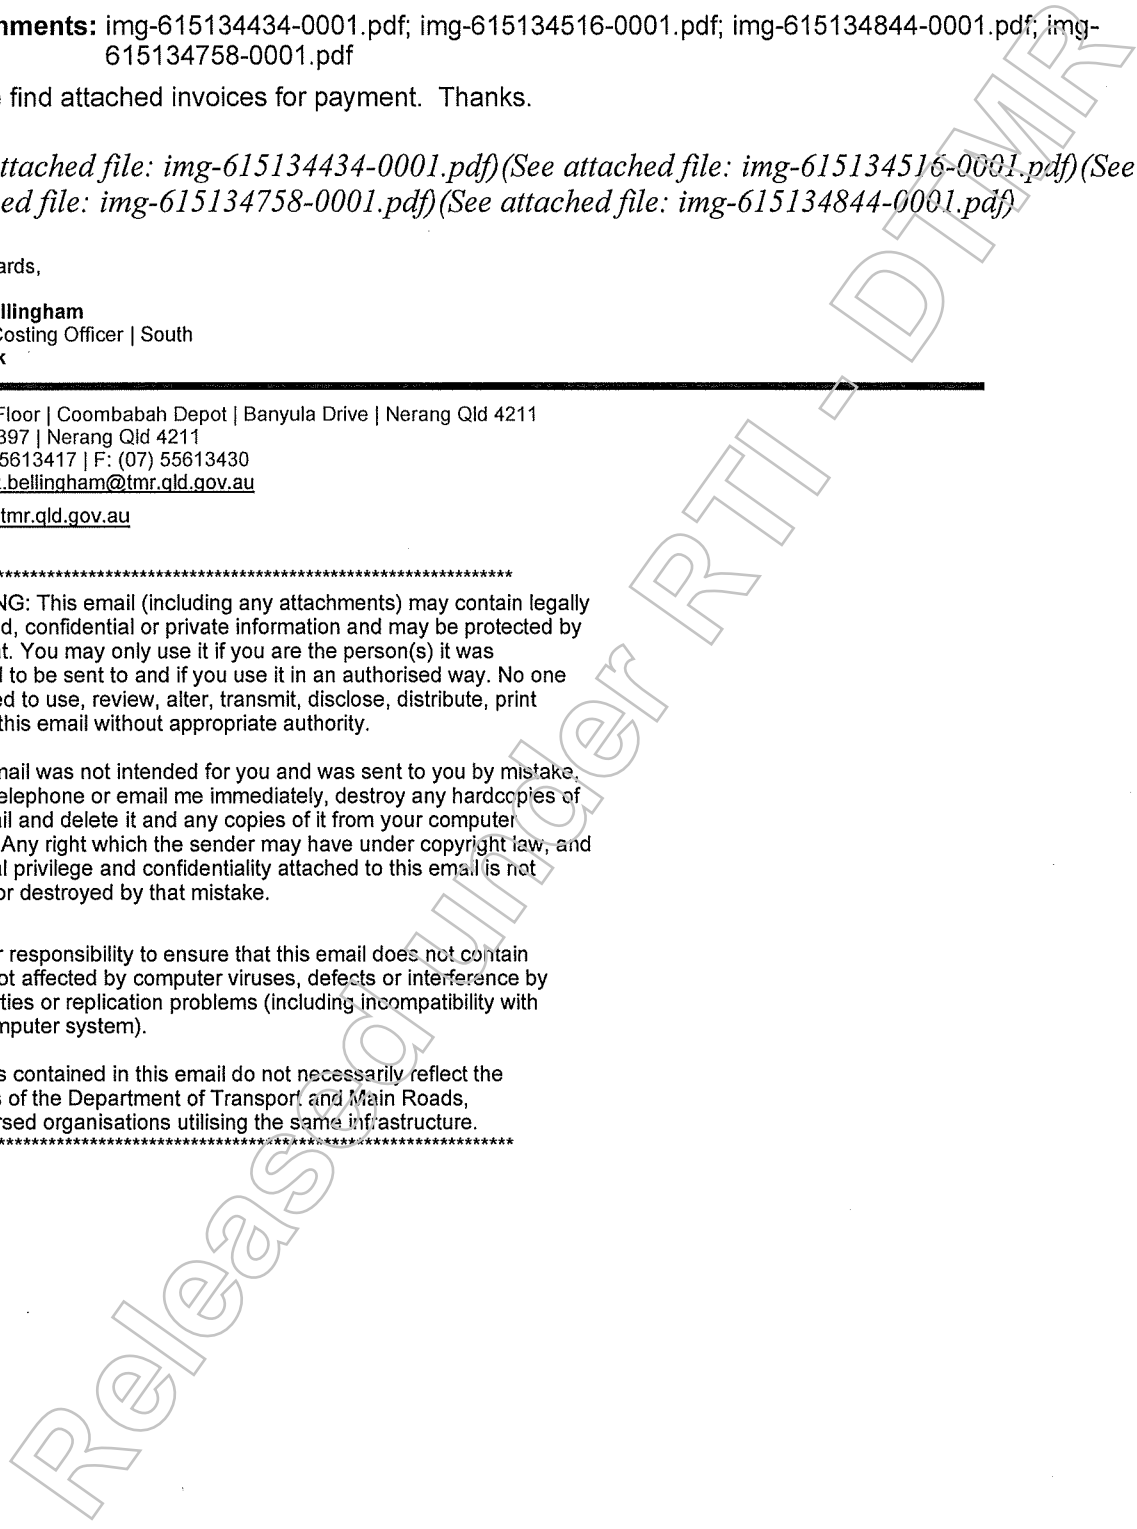 nments: img-615134434-0001.pdf; img-615134516-0001.pdf; img-615134844-0001.pdf; img-
615134758-0001.pdf
find attached invoices for payment. Thanks.
ttached file: img-615134434-0001.pdf)(See attached file: img-615134516-0001.pdf)(See
ed file: img-615134758-0001.pdf)(See attached file: img-615134844-0001.pdf)
ards,
llingham
Costing Officer | South
k
Floor | Coombabah Depot | Banyula Drive | Nerang Qld 4211
397 | Nerang Qld 4211
5613417 | F: (07) 55613430
.bellingham@tmr.qld.gov.au
tmr.qld.gov.au
****************************************************************
NG: This email (including any attachments) may contain legally
d, confidential or private information and may be protected by
t. You may only use it if you are the person(s) it was
d to be sent to and if you use it in an authorised way. No one
ed to use, review, alter, transmit, disclose, distribute, print
this email without appropriate authority.
mail was not intended for you and was sent to you by mistake,
elephone or email me immediately, destroy any hardcopies of
il and delete it and any copies of it from your computer
Any right which the sender may have under copyright law, and
l privilege and confidentiality attached to this email is not
or destroyed by that mistake.
r responsibility to ensure that this email does not contain
ot affected by computer viruses, defects or interference by
ties or replication problems (including incompatibility with
mputer system).
s contained in this email do not necessarily reflect the
s of the Department of Transport and Main Roads,
rsed organisations utilising the same infrastructure.
****************************************************************
Released under RTI - DTMR